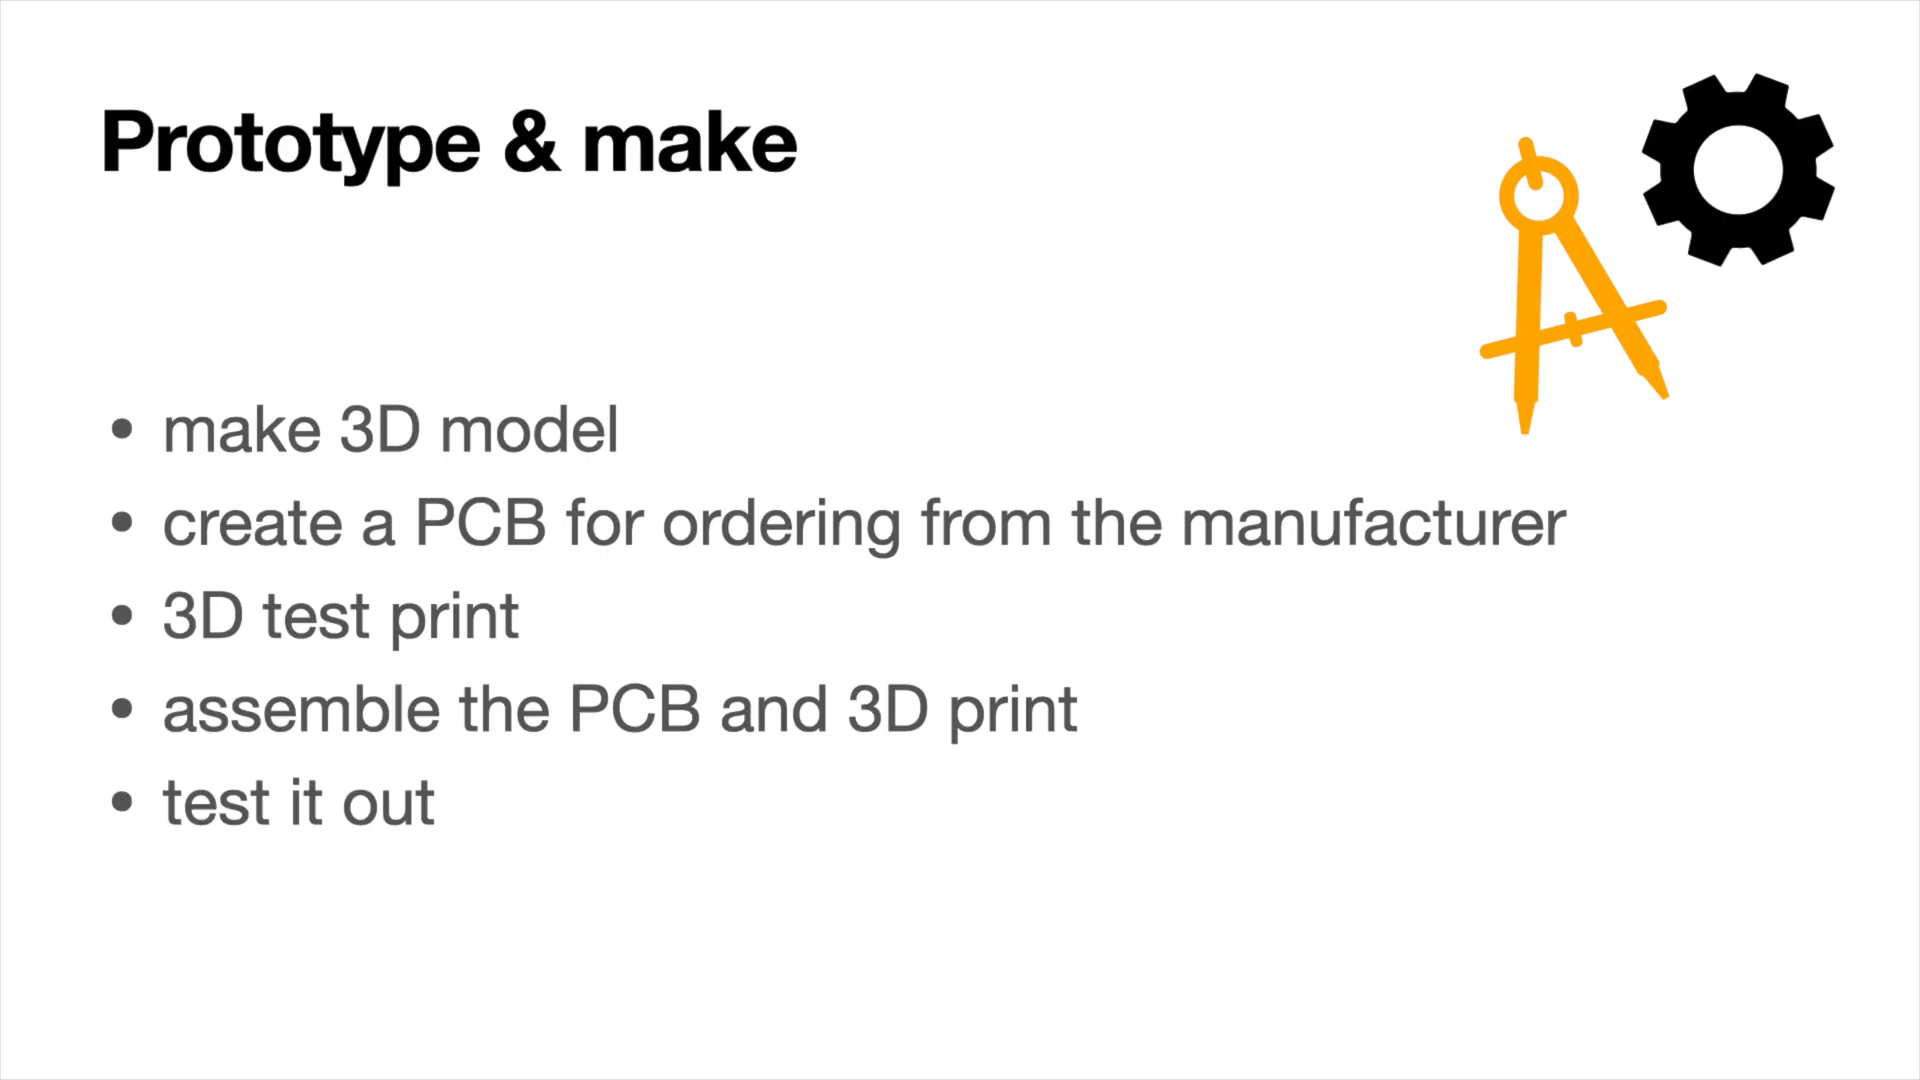 Prototype & make
• make 3D model
• create a PCB for ordering from the manufacturer
• 3D test print
• assemble the PCB and 3D print
• test it out